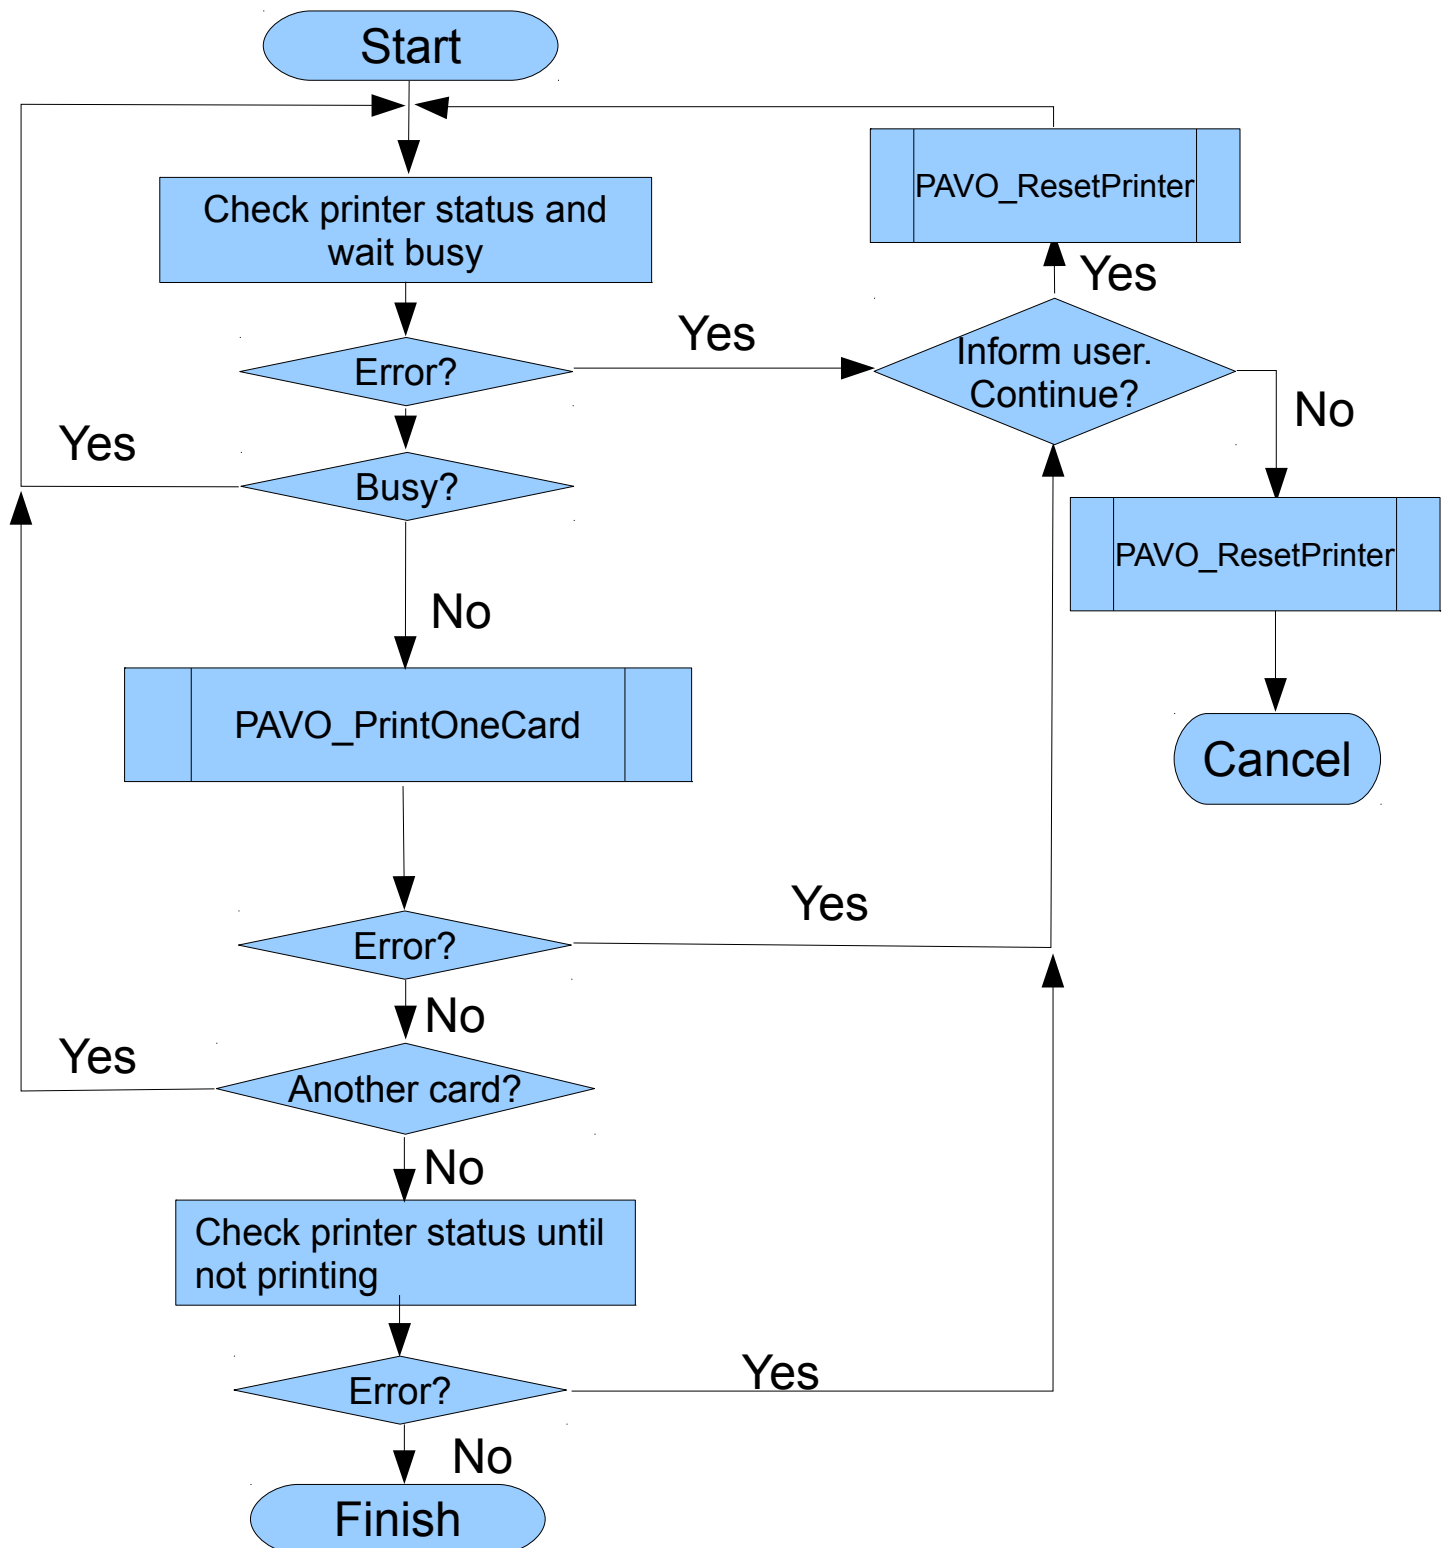 Start
PAVO_ResetPrinter
Check printer status and
wait busy
Yes
Yes
Error?
Inform user.
Continue?
No
Yes
Busy?
PAVO_ResetPrinter
No
PAVO_PrintOneCard
Cancel
Yes
Error?
No
Yes
Another card?
No
Check printer status until
not printing
Yes
Error?
No
Finish